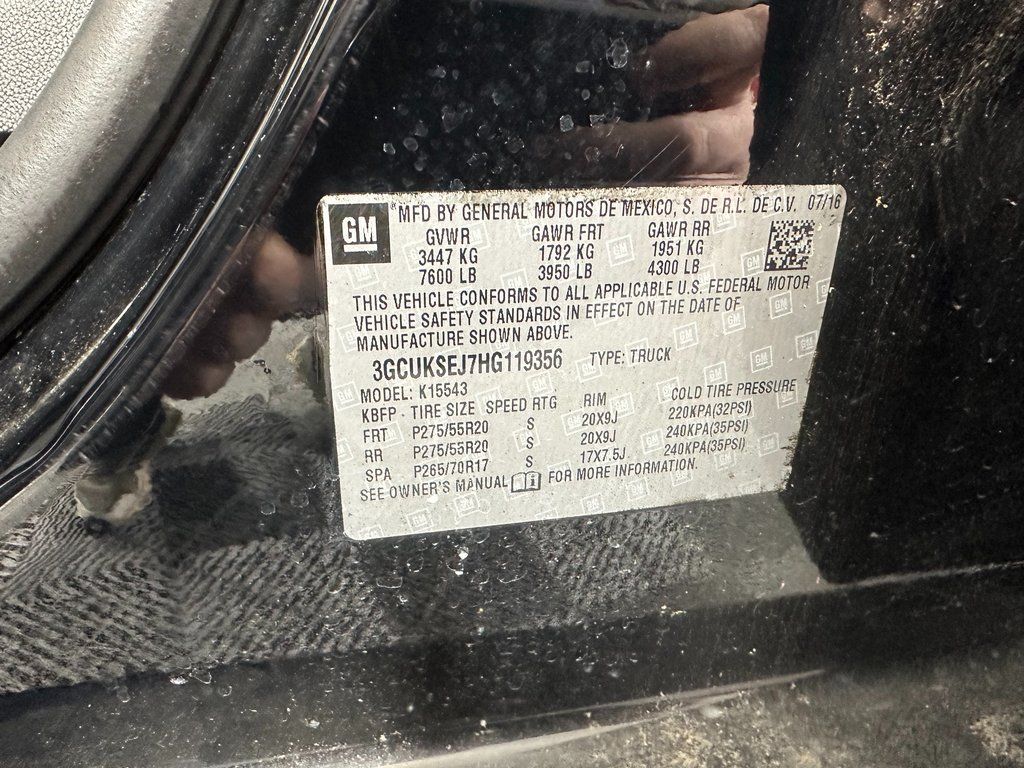 GM
®MFD BY GENERAL MOTORS DE MEXICO, S. DE R.L. DE C.V. 07/16
GVWR GAWR FRT GAWR RR
3447 KG 1792 KG 1951 KG
7600 LB 3950 LB 4300 LB
THIS VEHICLE CONFORMS TO ALL APPLICABLE U.S. FEDERAL MOTOR
VEHICLE SAFETY STANDARDS IN EFFECT ON THE DATE OF
MANUFACTURE SHOWN ABOVE.
3GCUKSEJ7HG119356 TYPE: TRUCK
MODEL: K15543
KBFP - TIRE SIZE SPEED RTG RIM COLD TIRE PRESSURE
FRT P275/55R20 S 20X9J 220KPA(32PSI)
RR P275/55R20 S 20X9J 240KPA(35PSI)
SPA P265/70R17 S 17X7.5J 240KPA(35PSI)
SEE OWNER'S MANUAL FOR MORE INFORMATION.